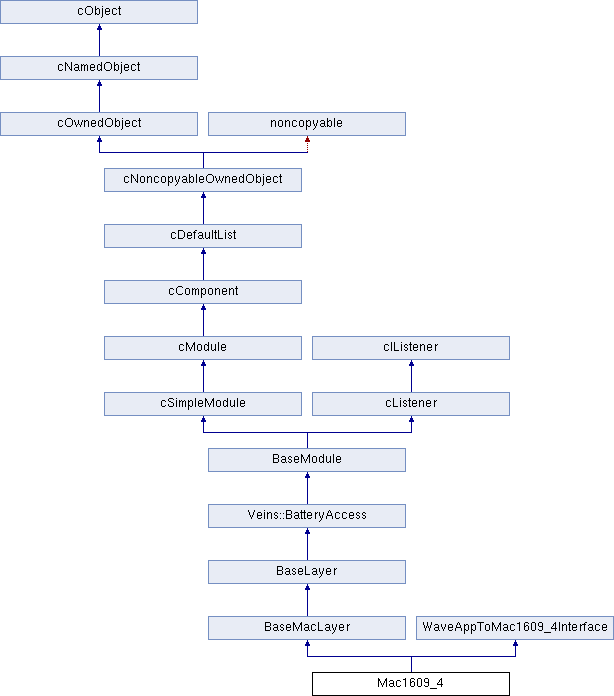 cObject
cNamedObject
cOwnedObject
noncopyable
cNoncopyableOwnedObject
cDefaultList
cComponent
cModule
cIListener
cSimpleModule
cListener
BaseModule
Veins::BatteryAccess
BaseLayer
BaseMacLayer
WaveAppToMac1609_4Interface
Mac1609_4